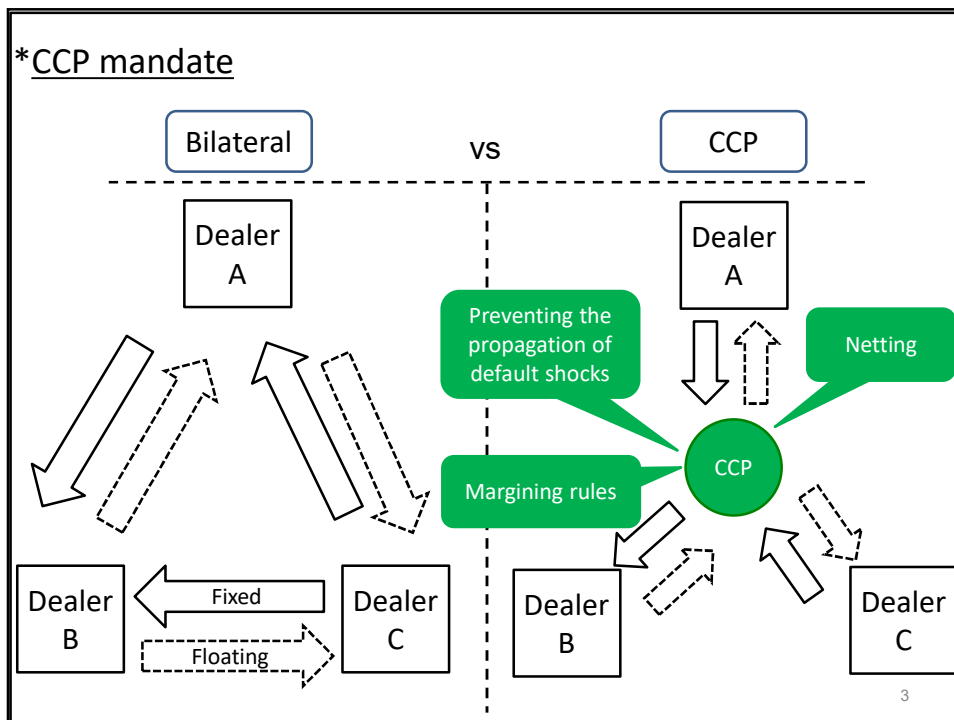 *CCP mandate
Bilateral
vs
CCP
Dealer
A
Dealer
A
Preventing the
propagation of
default shocks
Netting
CCP
Margining rules
Dealer
B
Fixed
Floating
Dealer
C
Dealer
B
Dealer
C
3